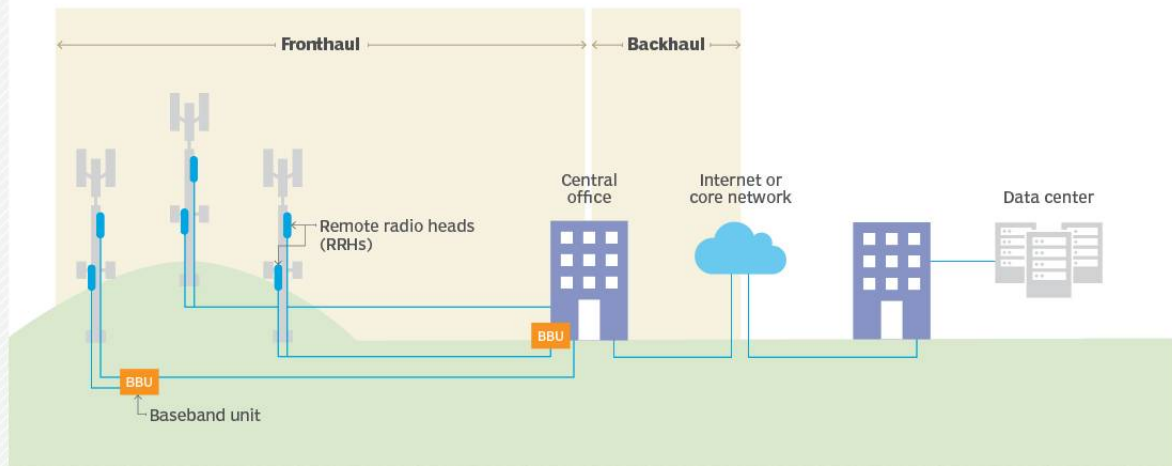 Fronthaul
Backhaul
Central
office
Internet or
core network
Data center
Remote radio heads
(RRHs)
BBU
BBU
Baseband unit